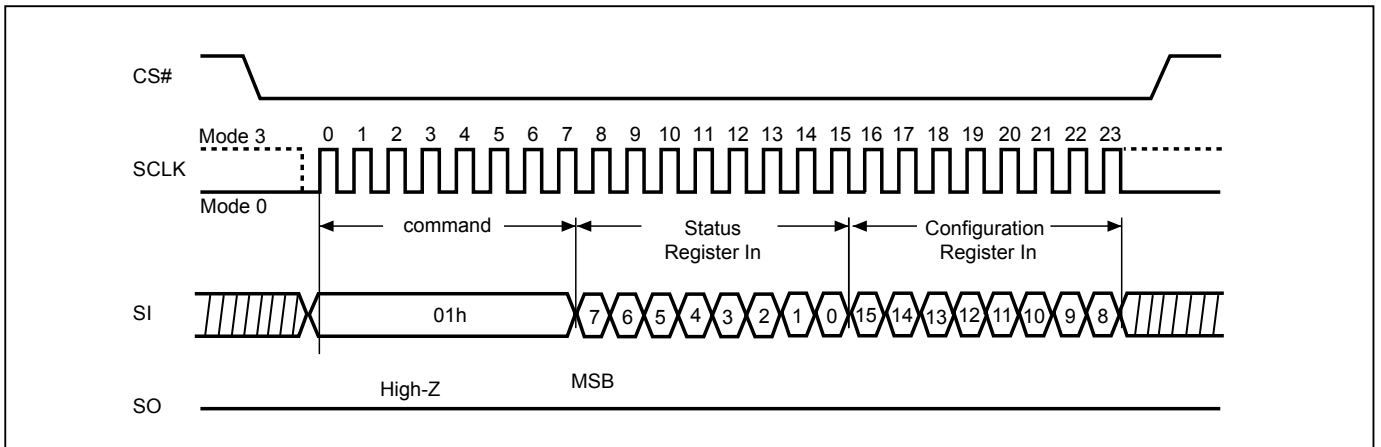 CS#
Mode 3
0 1 2 3 4 5 6 7 8 9 10 11 12 13 14 15 16 17 18 19 20 21 22 23
SCLK
Mode 0
command
Status
Register In
Configuration
Register In
SI
01h
7 6 5 4 3 2 1 0 15 14 13 12 11 10 9 8
High-Z
MSB
SO